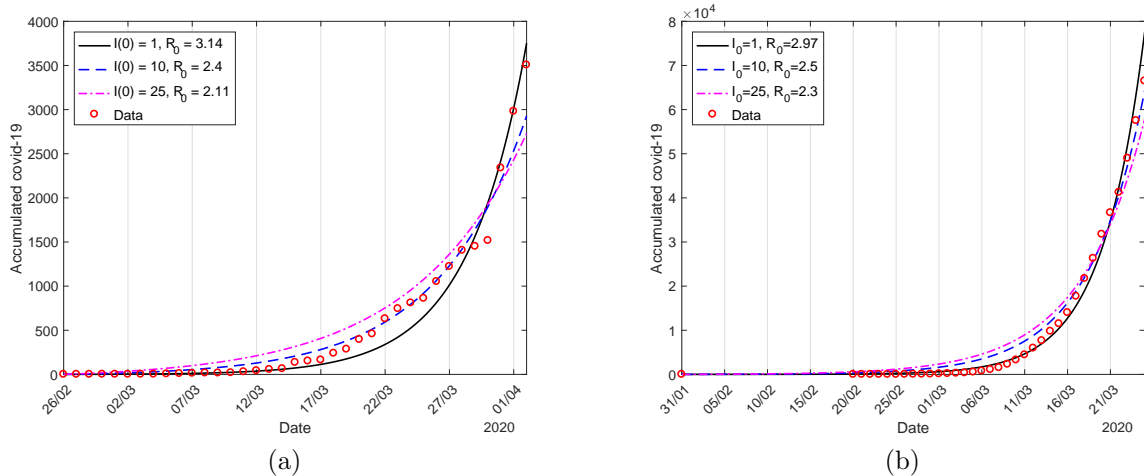 4000
3500
3000
2500
2000
1500
1000
500
0
Accumulated covid-19
I(0) = 1, R0 = 3.14
I(0) = 10, R0 = 2.4
I(0) = 25, R0 = 2.11
Data
26/02
02/03
07/03
12/03
17/03
22/03
27/03
01/04
Date
2020
(a)
×10^4
8
7
6
5
4
3
2
1
0
Accumulated covid-19
I0=1, R0=2.97
I0=10, R0=2.5
I0=25, R0=2.3
Data
31/01
05/02
10/02
15/02
20/02
25/02
01/03
06/03
11/03
16/03
21/03
Date
2020
(b)